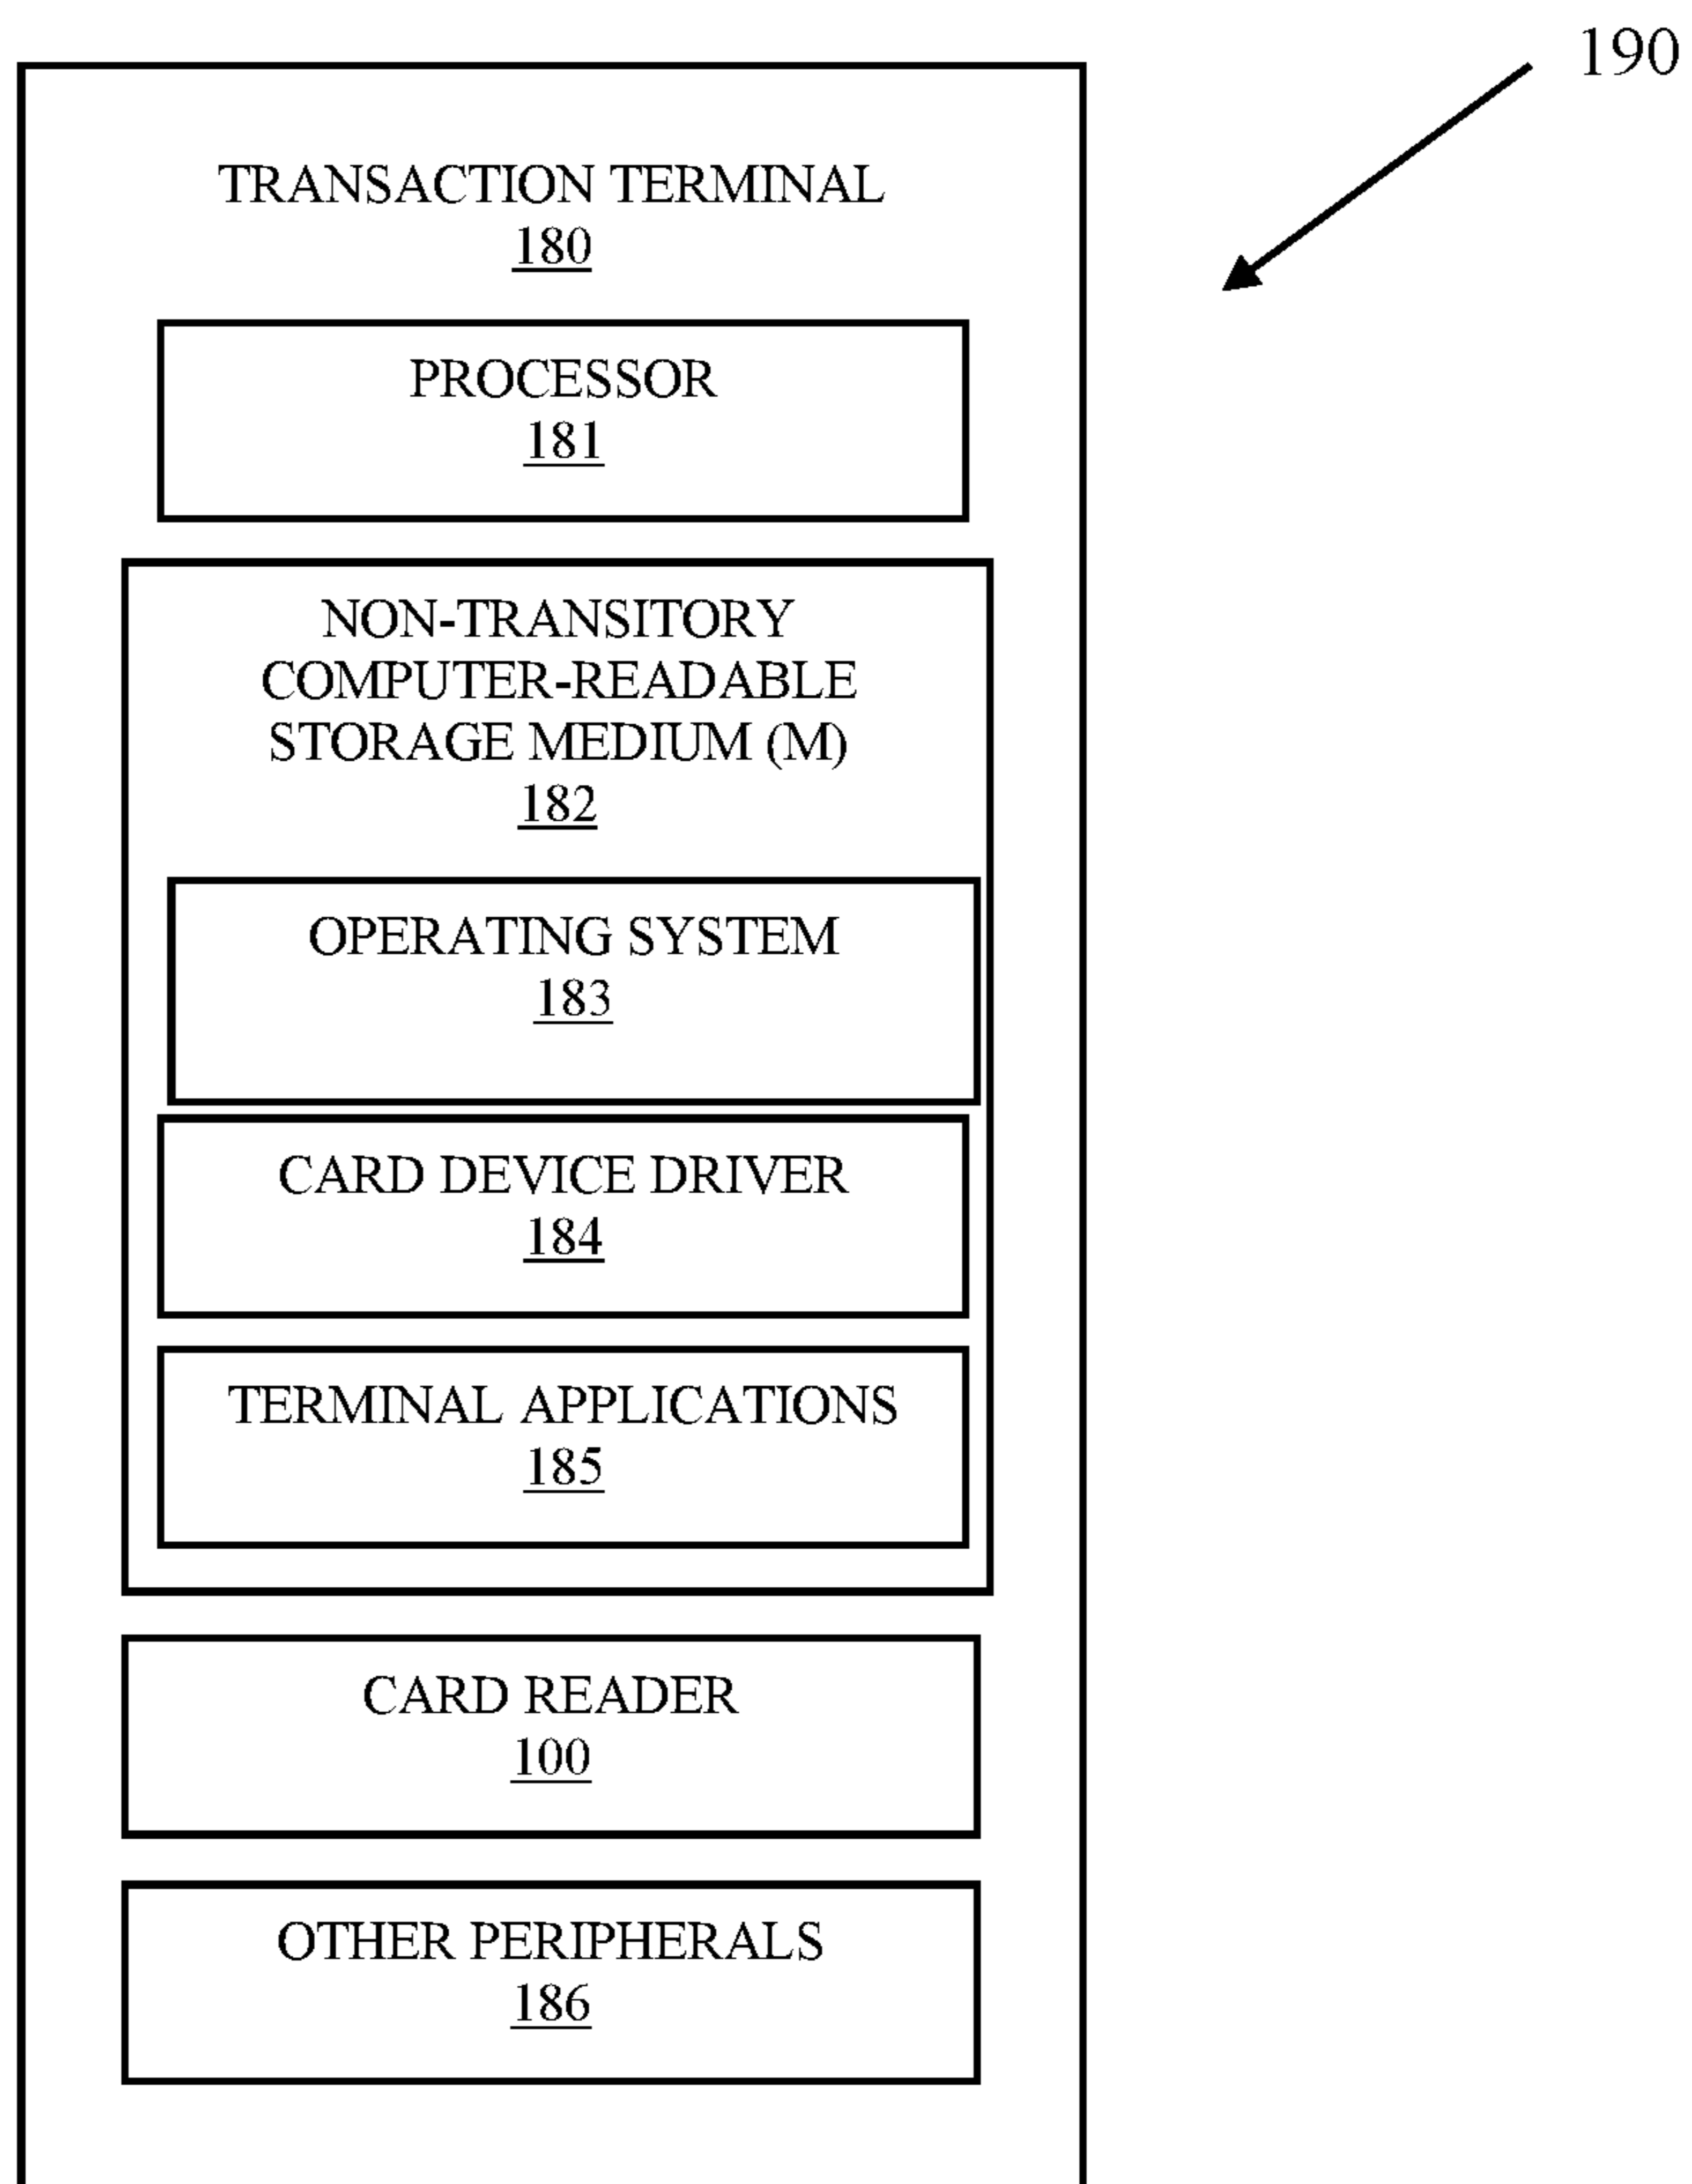 190
TRANSACTION TERMINAL
180
PROCESSOR
181
NON-TRANSITORY
COMPUTER-READABLE
STORAGE MEDIUM (M)
182
OPERATING SYSTEM
183
CARD DEVICE DRIVER
184
TERMINAL APPLICATIONS
185
CARD READER
100
OTHER PERIPHERALS
186